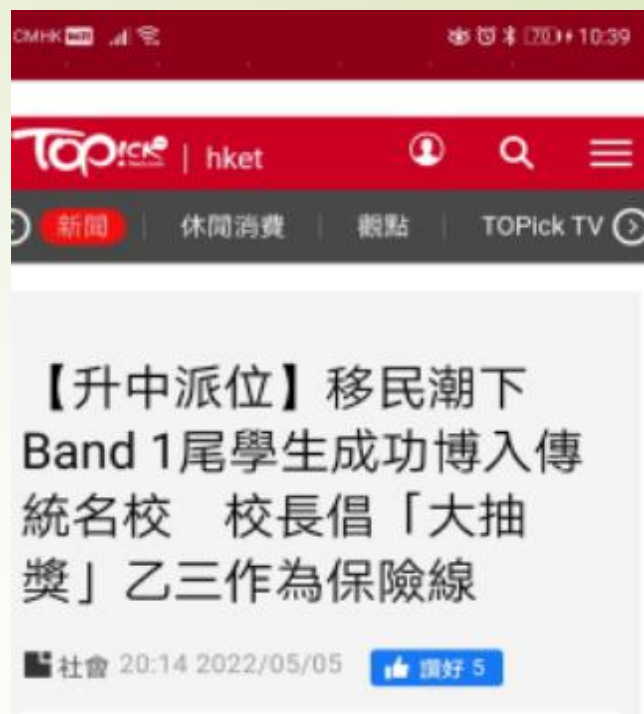 CMHK 10:39
TOPick | hket
新聞 休閒消費 觀點 TOPick TV
【升中派位】移民潮下
Band 1尾學生成功博入傳
統名校 校長倡「大抽
獎」乙三作為保險線
社會 20:14 2022/05/05 讚好 5